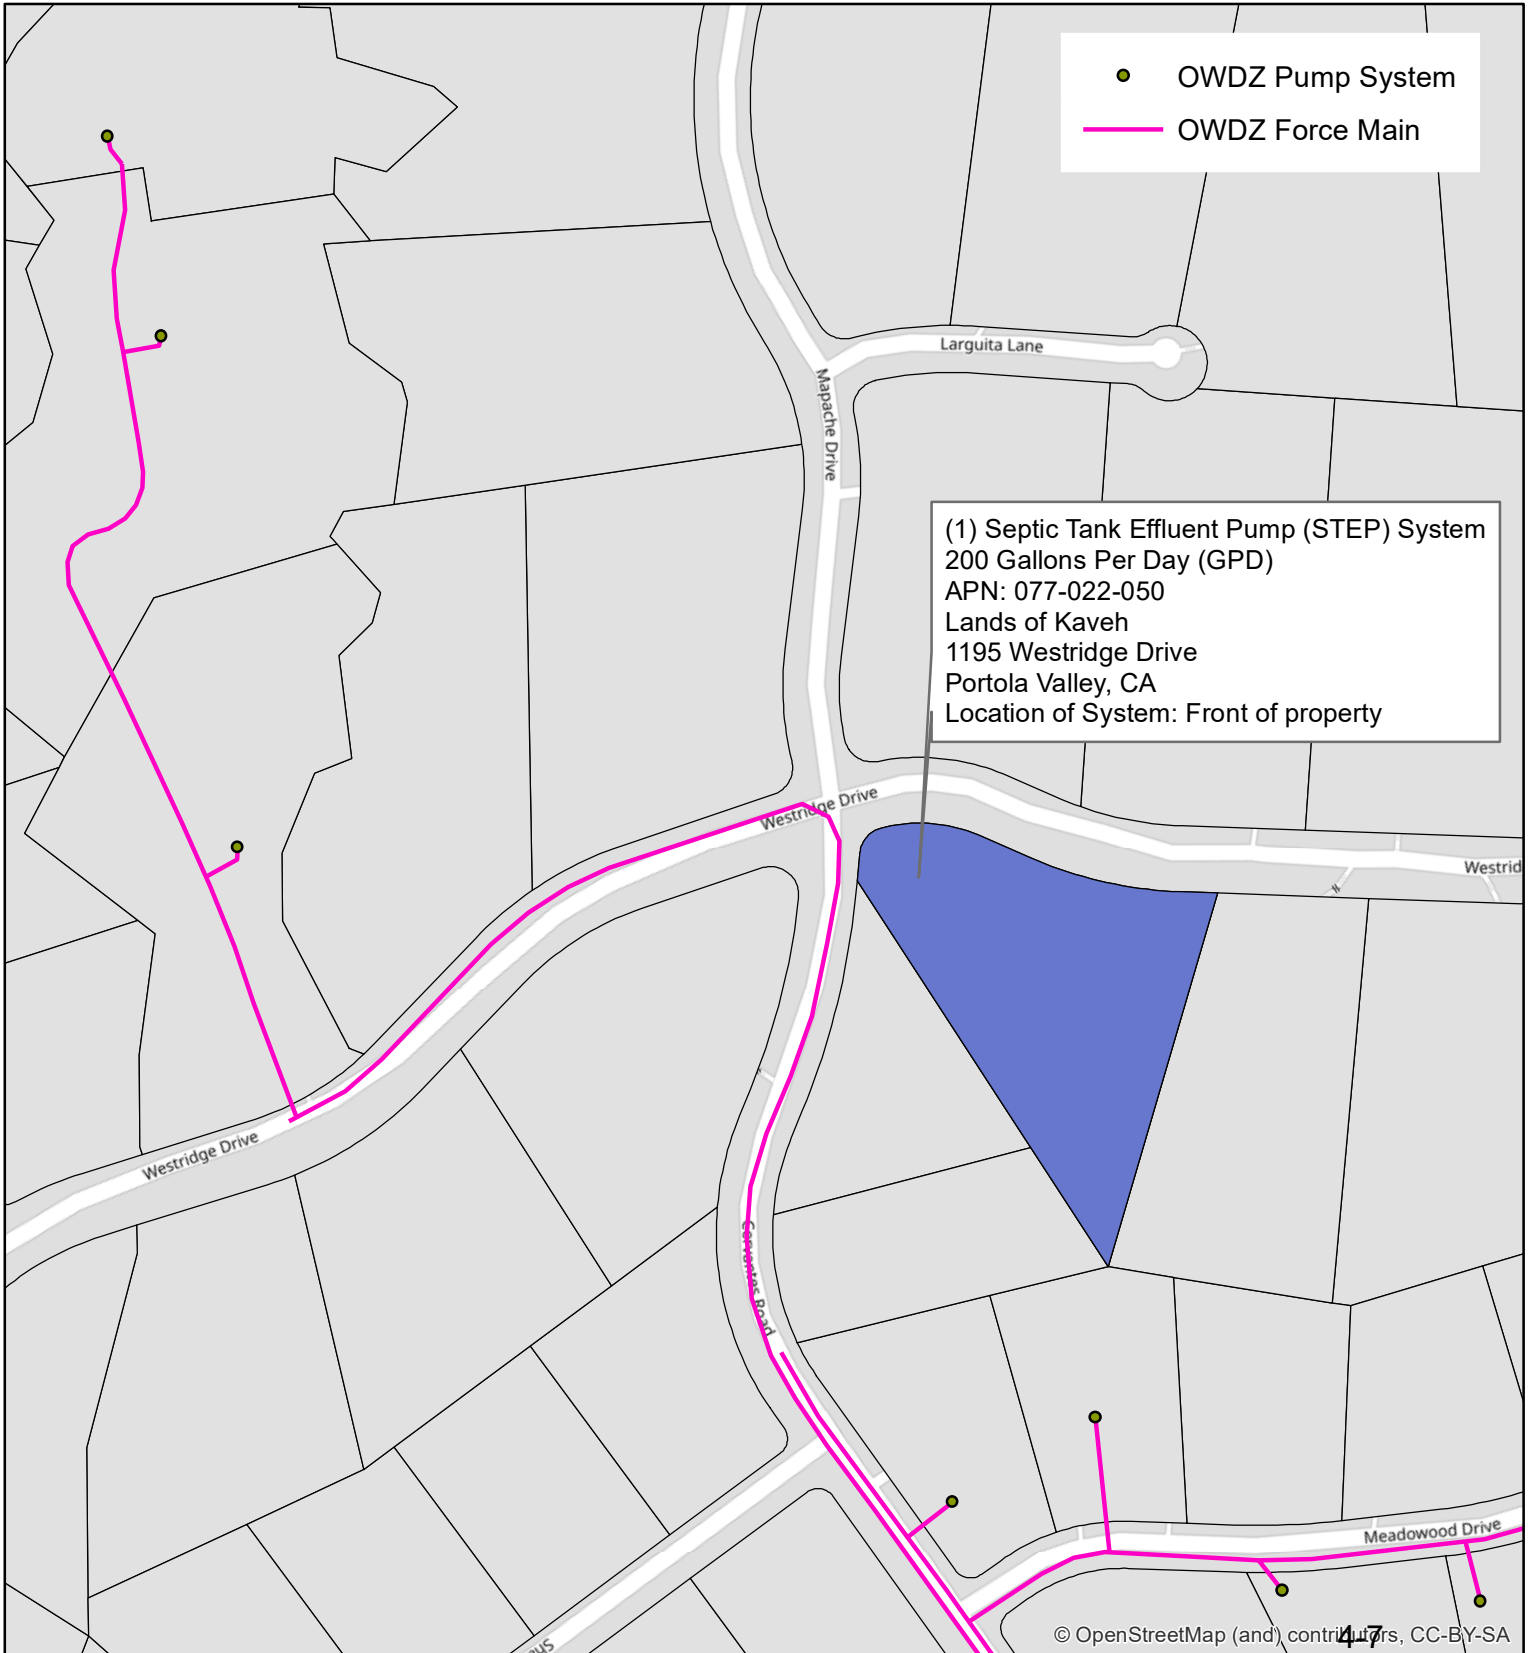 OWDZ Pump System
OWDZ Force Main
Larguita Lane
Mapache Drive
(1) Septic Tank Effluent Pump (STEP) System
200 Gallons Per Day (GPD)
APN: 077-022-050
Lands of Kaveh
1195 Westridge Drive
Portola Valley, CA
Location of System: Front of property
Westridge Drive
Westrid
Westridge Drive
Cervantes Road
Meadowood Drive
© OpenStreetMap (and) contributors, CC-BY-SA
4-7